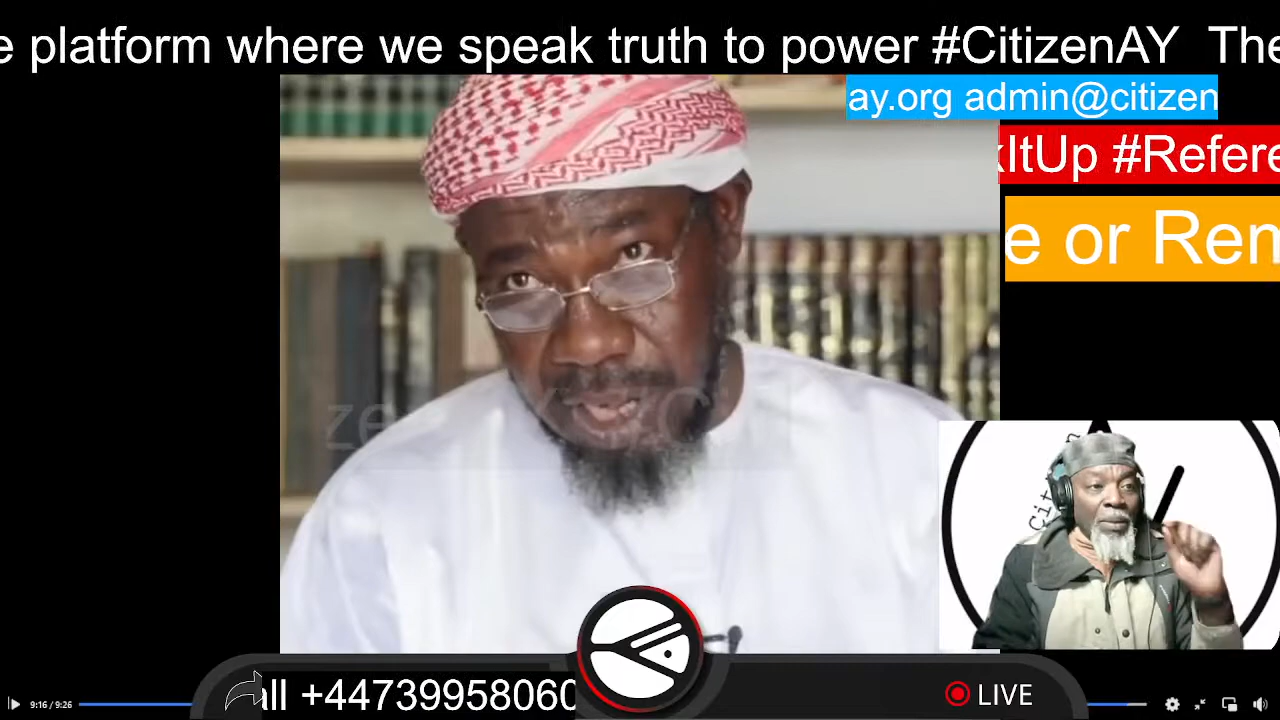 e platform where we speak truth to power #CitizenAY The
ay.org admin@citizen
kItUp #Refere
e or Rem
all +44739958060
LIVE
9:16 / 9:26